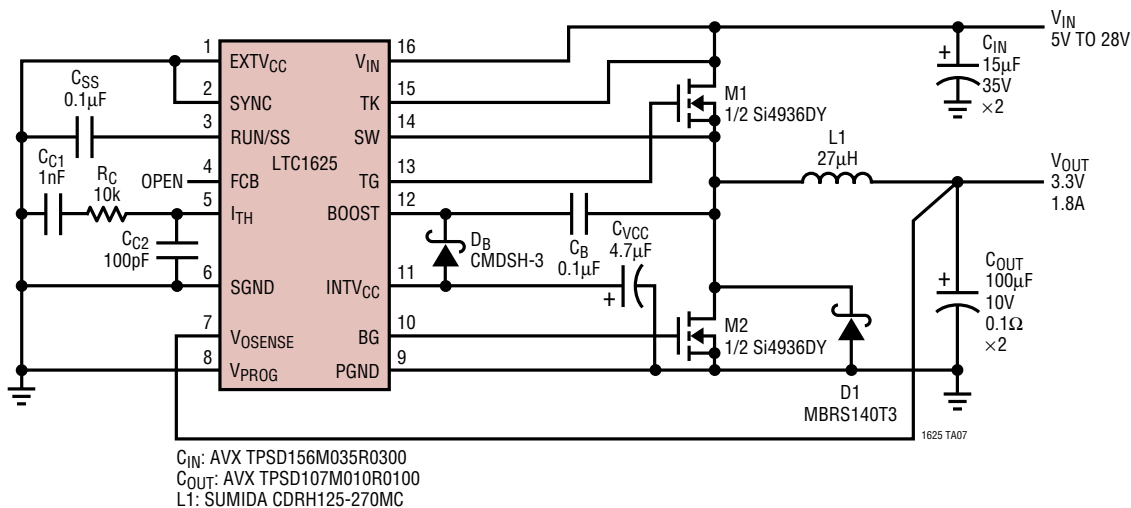 1 EXTVCC
2 SYNC
3 RUN/SS
4 FCB
5 ITH
6 SGND
7 VOSENSE
8 VPROG
LTC1625
VIN 16
TK 15
SW 14
TG 13
BOOST 12
INTVCC 11
BG 10
PGND 9
CSS
0.1µF
CC1
1nF
RC
10k
OPEN
CC2
100pF
DB
CMDSH-3
CB
0.1µF
CVCC
4.7µF
+
M1
1/2 Si4936DY
M2
1/2 Si4936DY
L1
27µH
D1
MBRS140T3
VIN
5V TO 28V
+
CIN
15µF
35V
×2
VOUT
3.3V
1.8A
+
COUT
100µF
10V
0.1Ω
×2
1625 TA07
CIN: AVX TPSD156M035R0300
COUT: AVX TPSD107M010R0100
L1: SUMIDA CDRH125-270MC